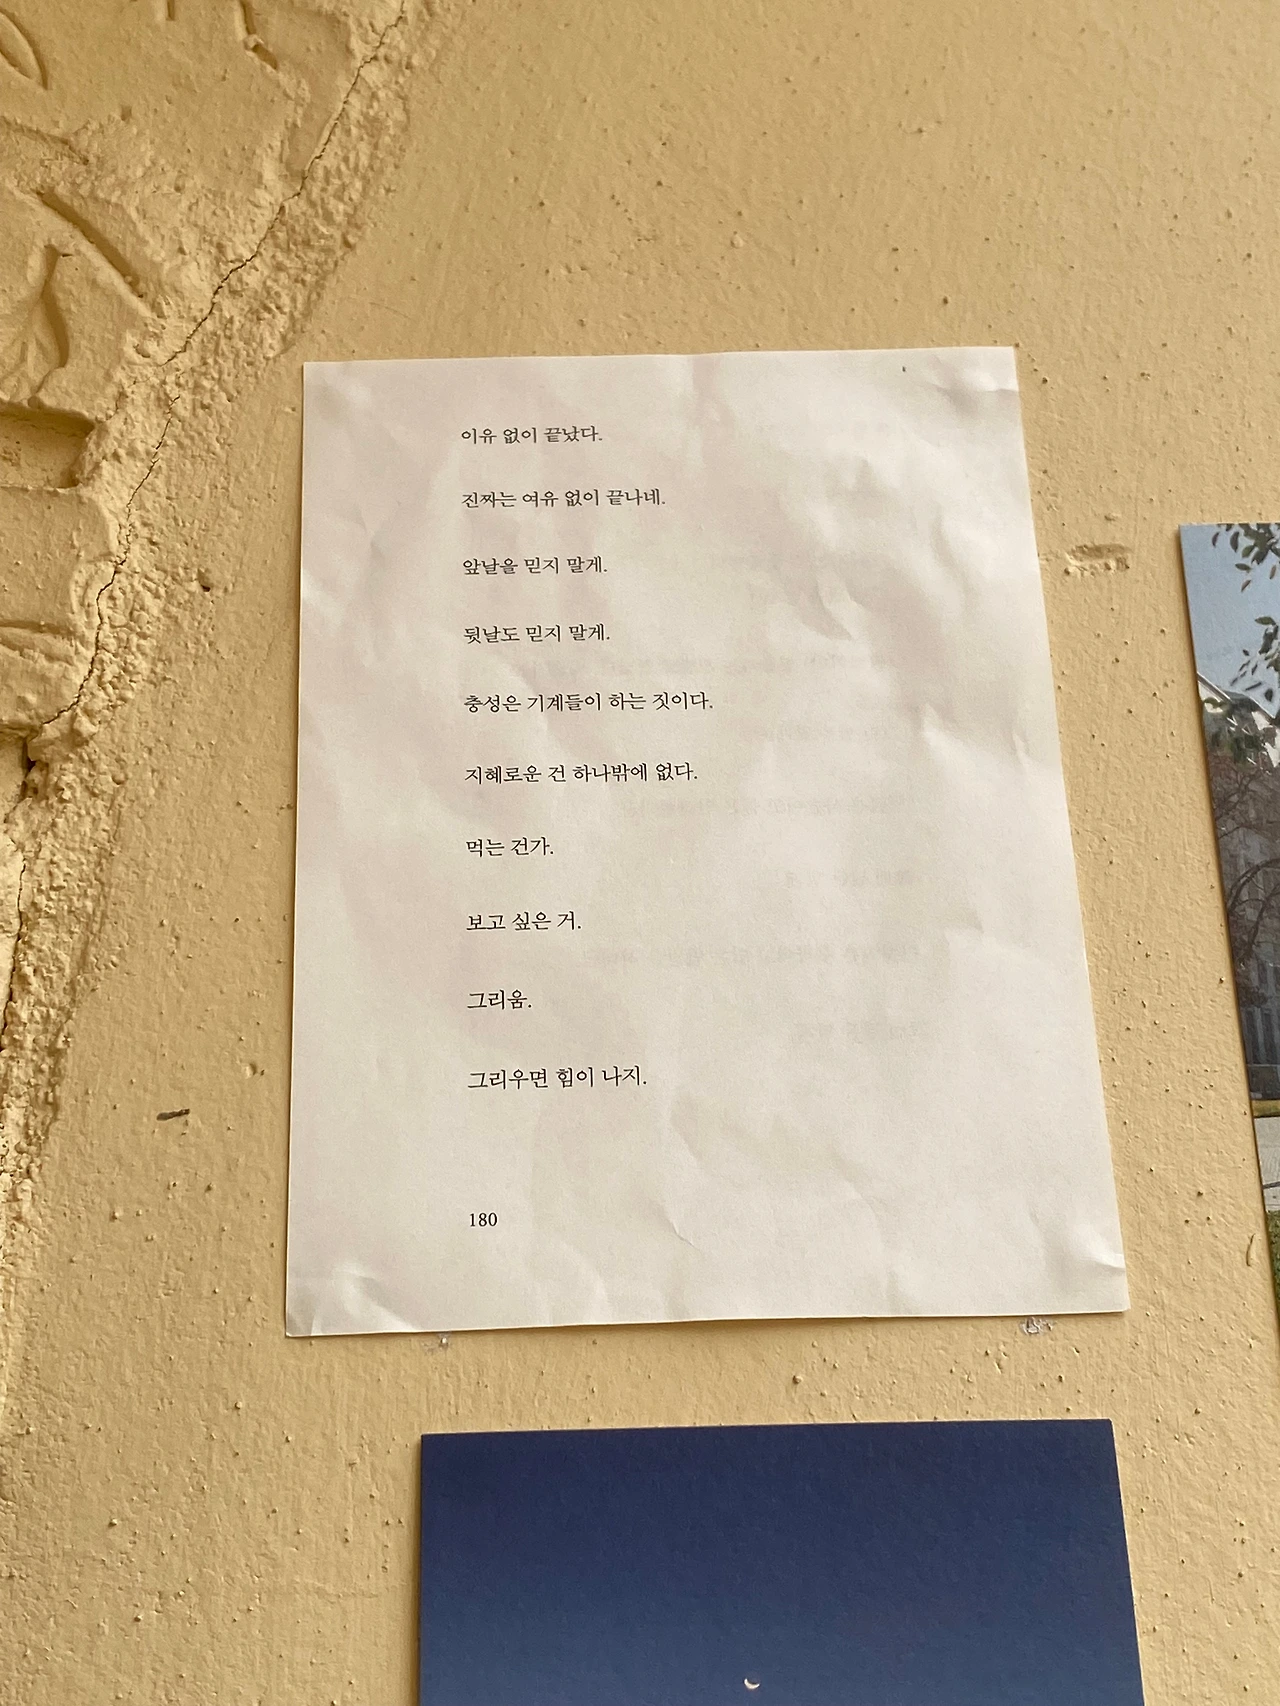 이유 없이 끝났다.
진짜는 여유 없이 끝나네.
앞날을 믿지 말게.
뒷날도 믿지 말게.
충성은 기계들이 하는 짓이다.
지혜로운 건 하나밖에 없다.
먹는 건가.
보고 싶은 거.
그리움.
그리우면 힘이 나지.
180